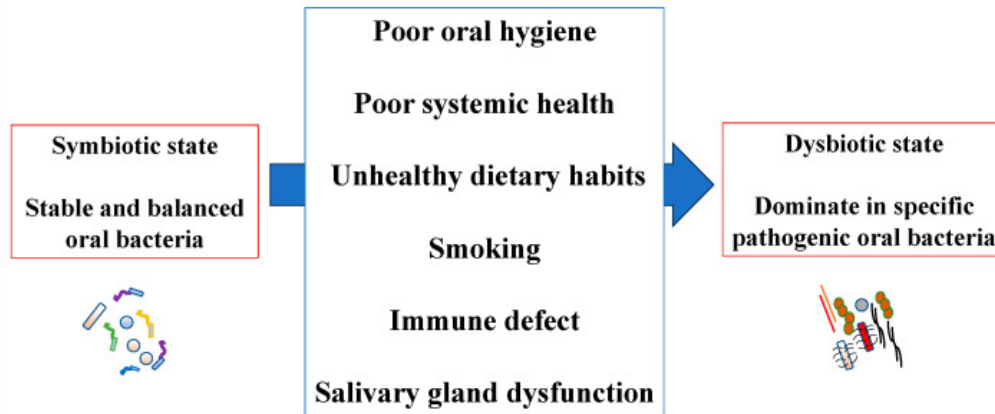 Symbiotic state
Stable and balanced
oral bacteria
Poor oral hygiene
Poor systemic health
Unhealthy dietary habits
Smoking
Immune defect
Salivary gland dysfunction
Dysbiotic state
Dominate in specific
pathogenic oral bacteria